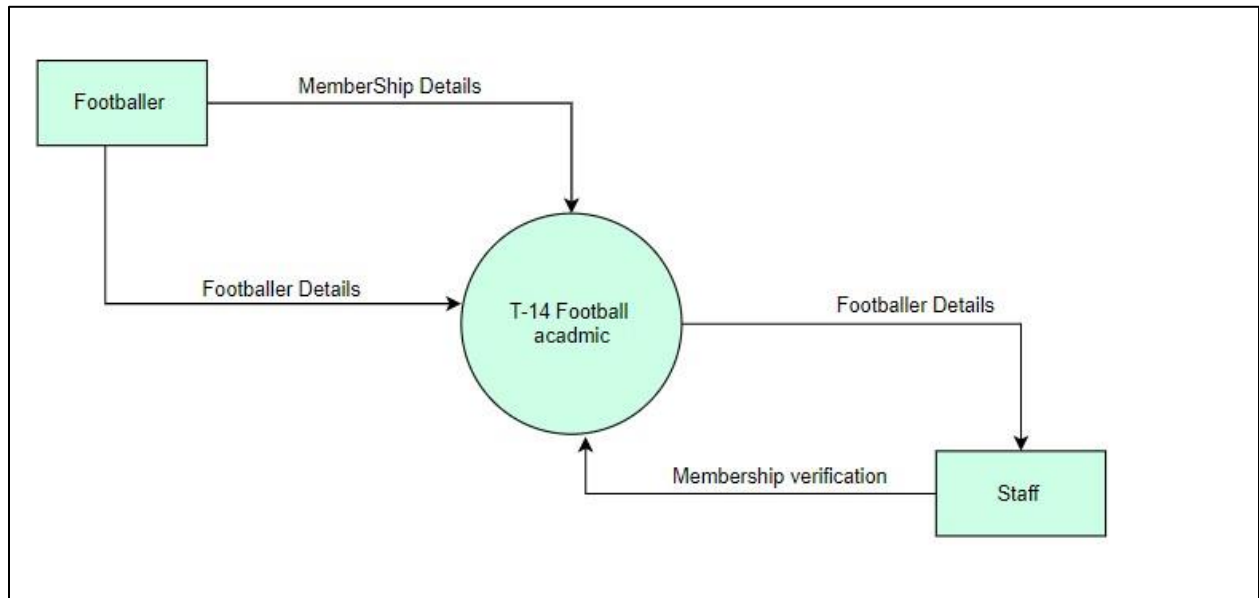 Footballer
MemberShip Details
Footballer Details
T-14 Football
acadmic
Footballer Details
Membership verification
Staff